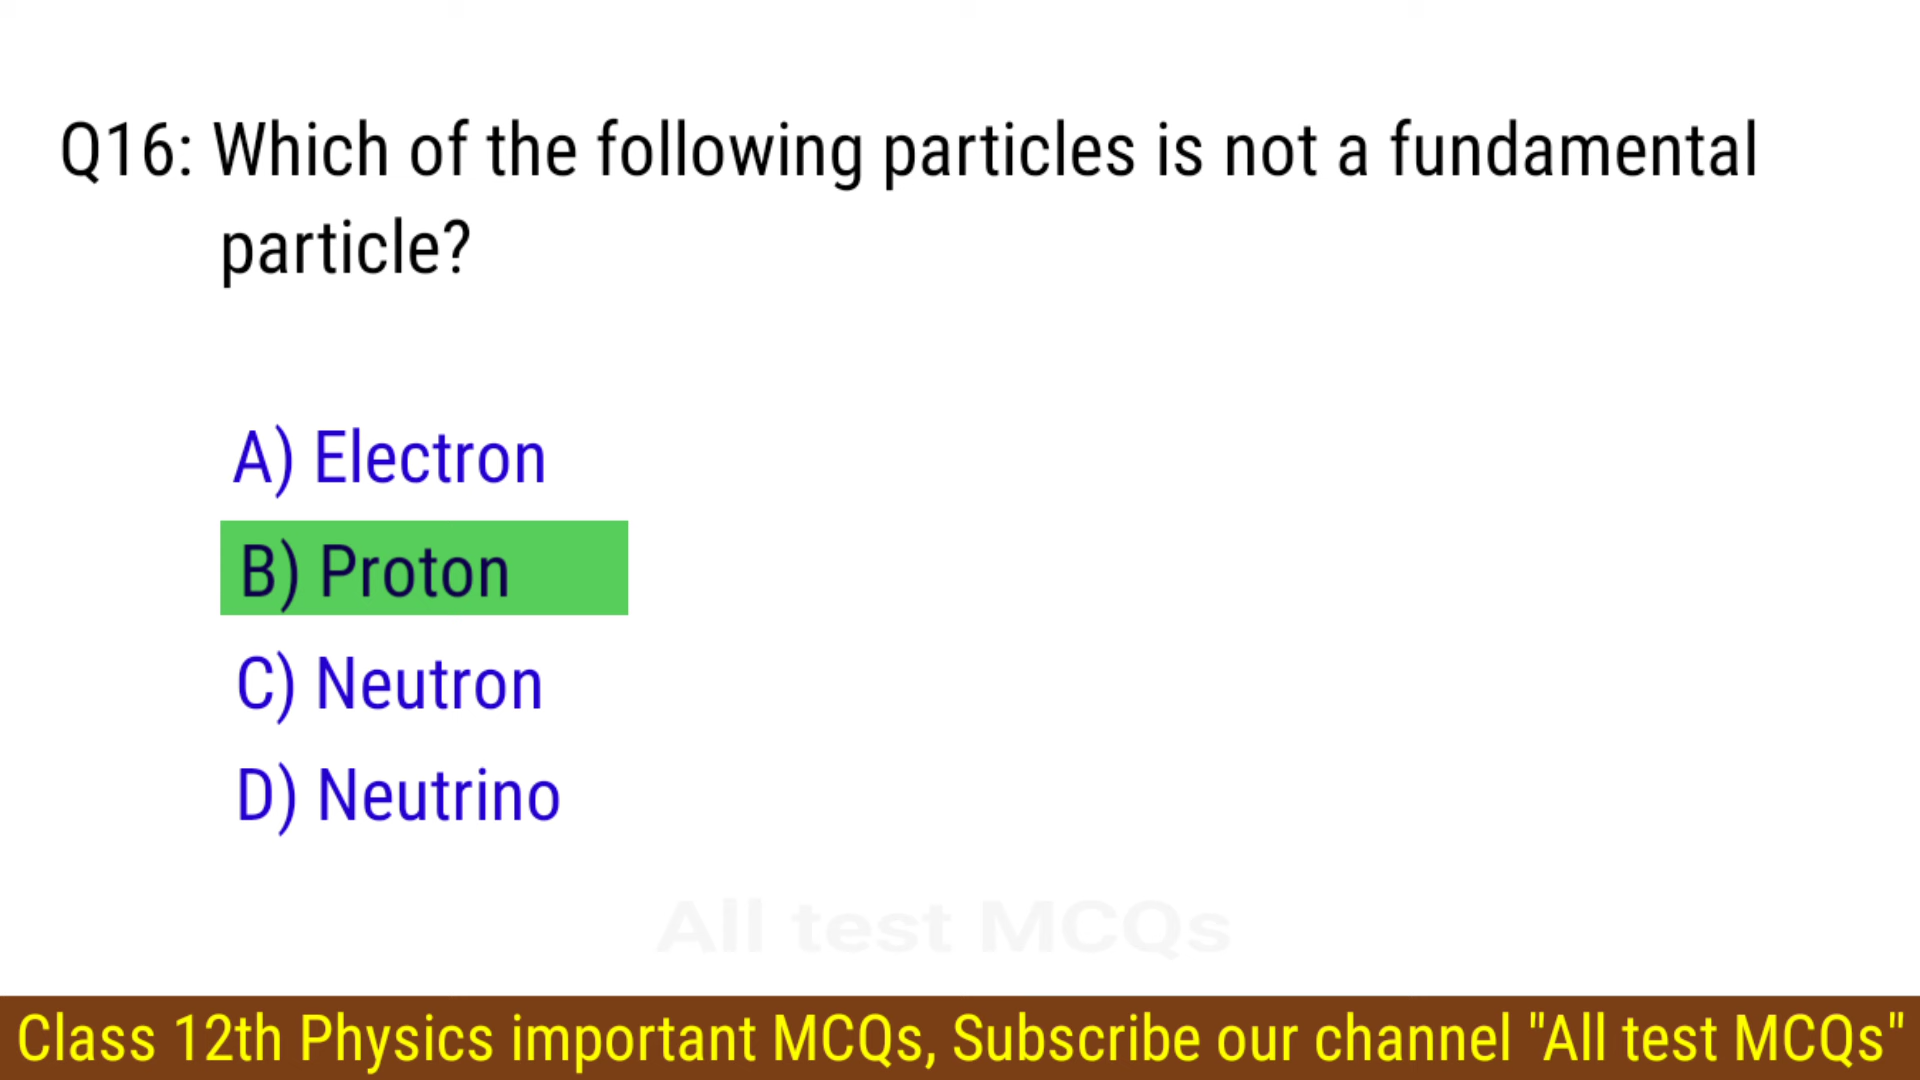 Q16: Which of the following particles is not a fundamental
particle?
A) Electron
B) Proton
C) Neutron
D) Neutrino
All test MCQs
Class 12th Physics important MCQs, Subscribe our channel "All test MCQs"